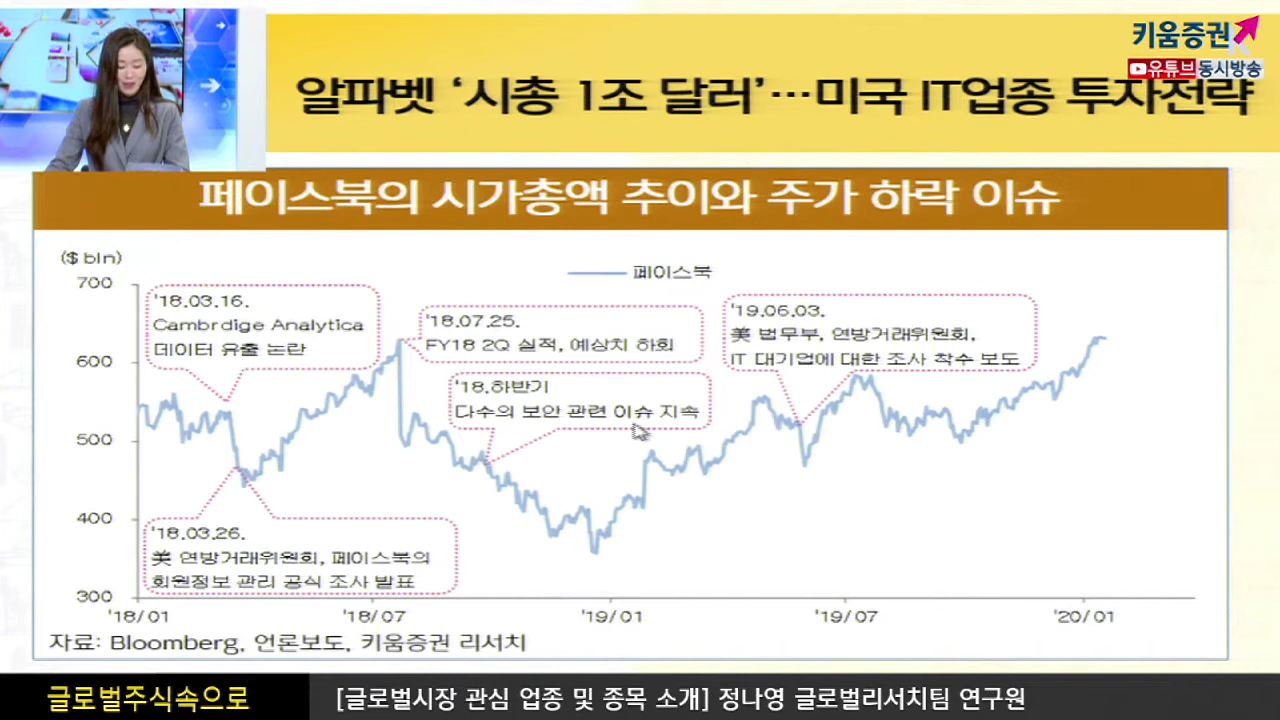 키움증권
유튜브 동시방송
알파벳 ‘시총 1조 달러’…미국 IT업종 투자전략
페이스북의 시가총액 추이와 주가 하락 이슈
($ bln)
페이스북
700
600
500
400
300
'18.03.16.
Cambrdige Analytica
데이터 유출 논란
'18.07.25.
FY18 2Q 실적, 예상치 하회
'18.하반기
다수의 보안 관련 이슈 지속
'19.06.03.
美 법무부, 연방거래위원회,
IT 대기업에 대한 조사 착수 보도
'18.03.26.
美 연방거래위원회, 페이스북의
회원정보 관리 공식 조사 발표
'18/01 '18/07 '19/01 '19/07 '20/01
자료: Bloomberg, 언론보도, 키움증권 리서치
글로벌주식속으로
[글로벌시장 관심 업종 및 종목 소개] 정나영 글로벌리서치팀 연구원